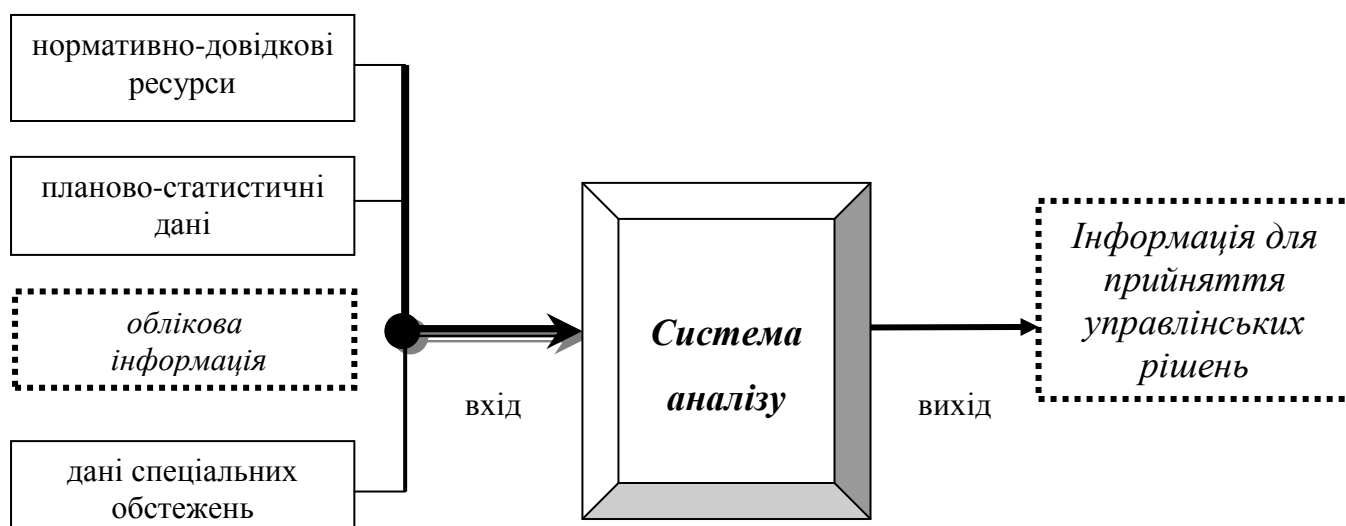 нормативно-довідкові
ресурси
планово-статистичні
дані
облікова
інформація
дані спеціальних
обстежень
вхід
Система
аналізу
вихід
Інформація для
прийняття
управлінських
рішень